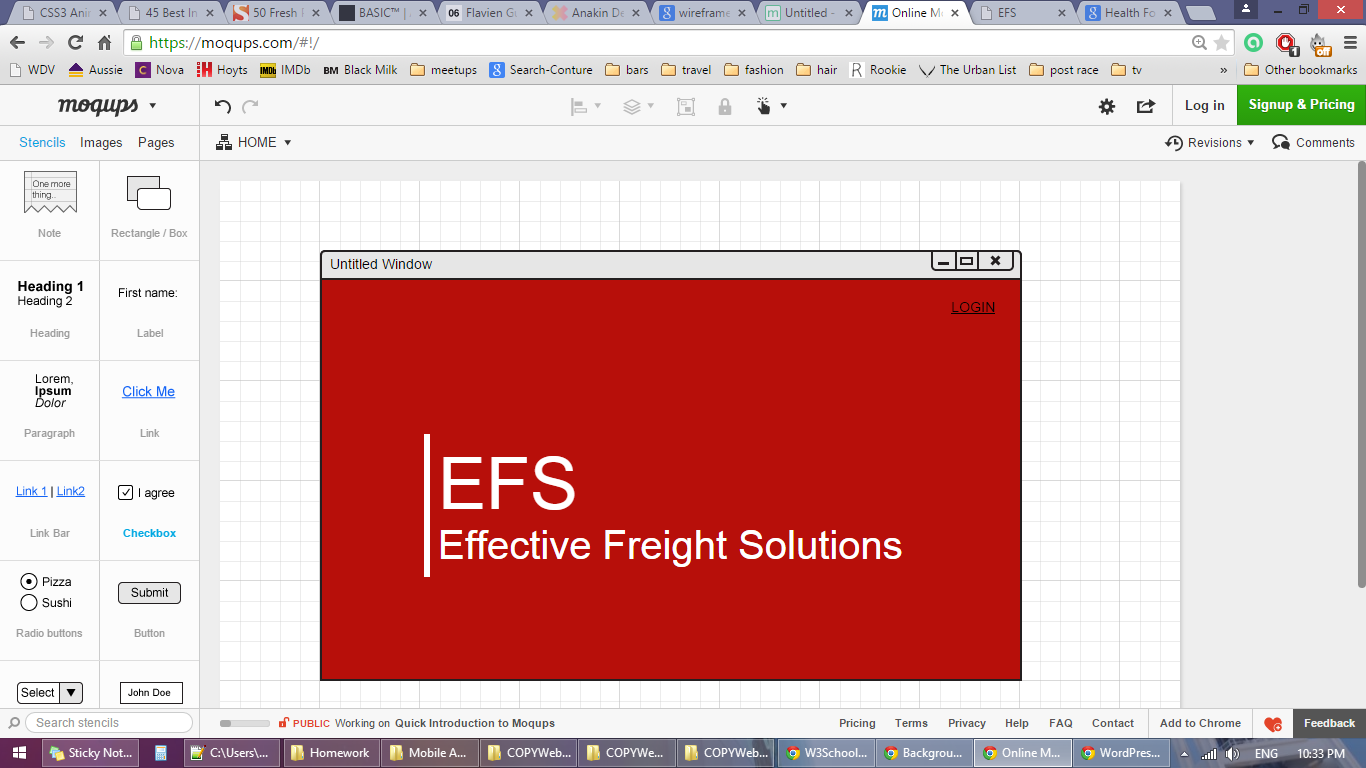 CSS3 Ani
45 Best In
50 Fresh F
BASIC™ | /
06 Flavien Gu
Anakin De
wireframe
Untitled -
Online Mo
EFS
Health Fo
https://moqups.com/#!/
1
off
WDV
Aussie
C Nova
Hoyts
IMDb IMDb
BM Black Milk
meetups
Search-Conture
bars
travel
fashion
hair
R Rookie
The Urban List
post race
tv
»
Other bookmarks
moqups
Log in
Signup & Pricing
Stencils Images Pages
HOME
Revisions
Comments
One more
thing..
Note
Rectangle / Box
Heading 1
Heading 2
Heading
First name:
Label
Lorem,
Ipsum
Dolor
Paragraph
Click Me
Link
Link 1 | Link2
Link Bar
I agree
Checkbox
Pizza
Sushi
Radio buttons
Submit
Button
Select
John Doe
Search stencils
Untitled Window
LOGIN
EFS
Effective Freight Solutions
PUBLIC Working on Quick Introduction to Moqups
Pricing Terms Privacy Help FAQ Contact
Add to Chrome
Feedback
Sticky Not...
C:\Users\...
Homework
Mobile A...
COPYWeb...
COPYWe...
COPYWeb...
W3School...
Backgrou...
Online M...
WordPres...
ENG
10:33 PM